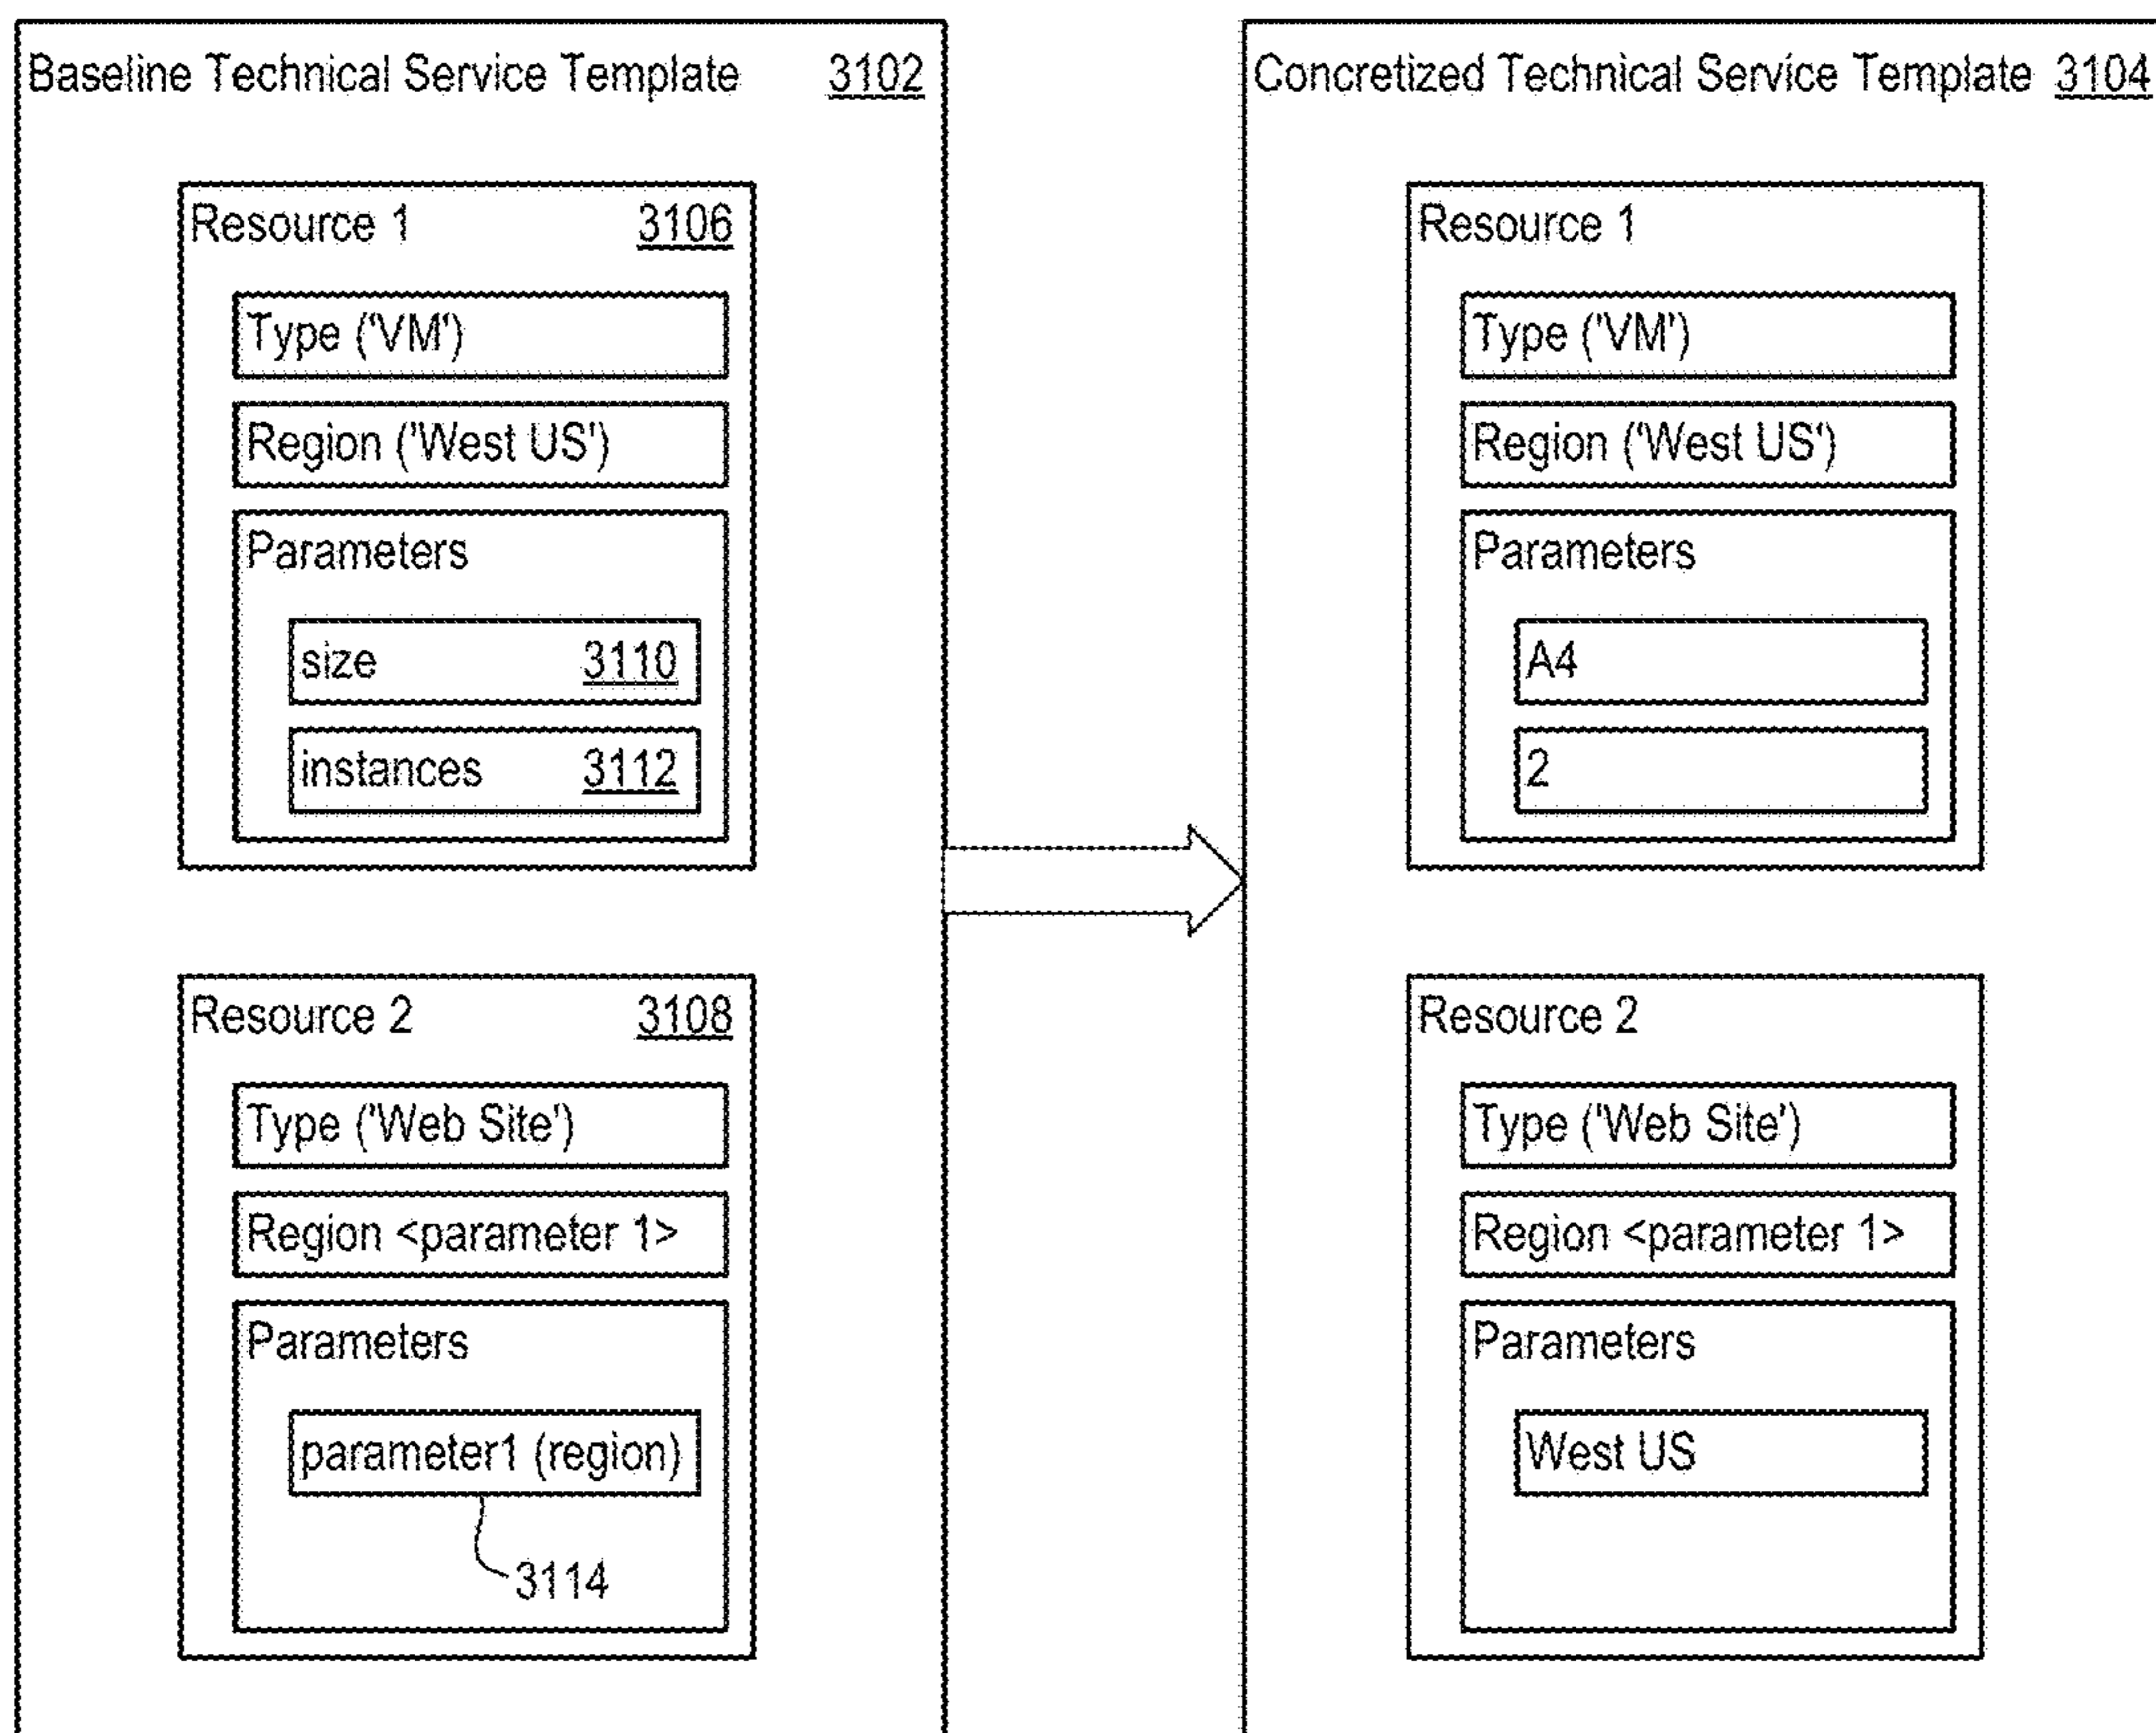 Baseline Technical Service Template 3102
Resource 1 3106
Type ('VM')
Region ('West US')
Parameters
size 3110
instances 3112
Resource 2 3108
Type ('Web Site')
Region <parameter 1>
Parameters
parameter1 (region)
3114
Concretized Technical Service Template 3104
Resource 1
Type ('VM')
Region ('West US')
Parameters
A4
2
Resource 2
Type ('Web Site')
Region <parameter 1>
Parameters
West US